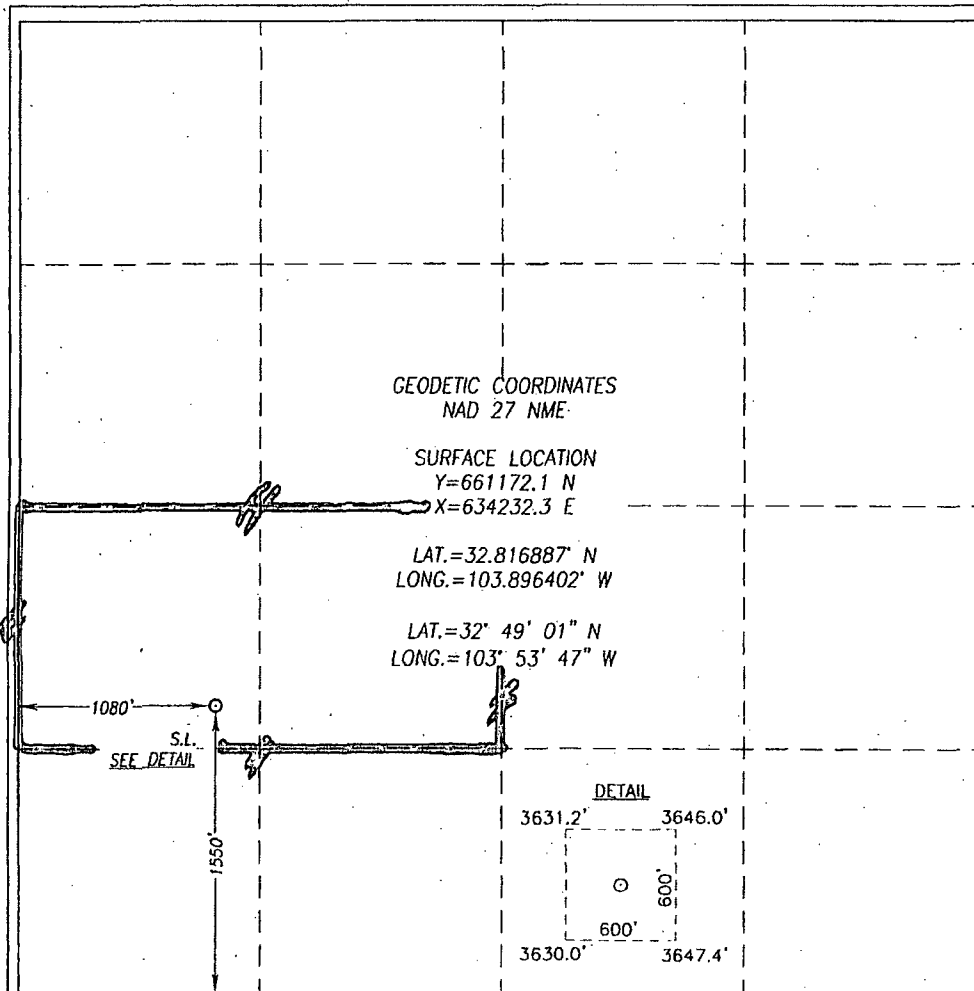 GEODETIC COORDINATES
NAD 27 NME
SURFACE LOCATION
Y=661172.1 N
X=634232.3 E
LAT.=32.816887° N
LONG.=103.896402° W
LAT.=32° 49' 01" N
LONG.=103° 53' 47" W
1080'
S.L.
SEE DETAIL
1550'
DETAIL
3631.2' 3646.0'
600'
600'
3630.0' 3647.4'